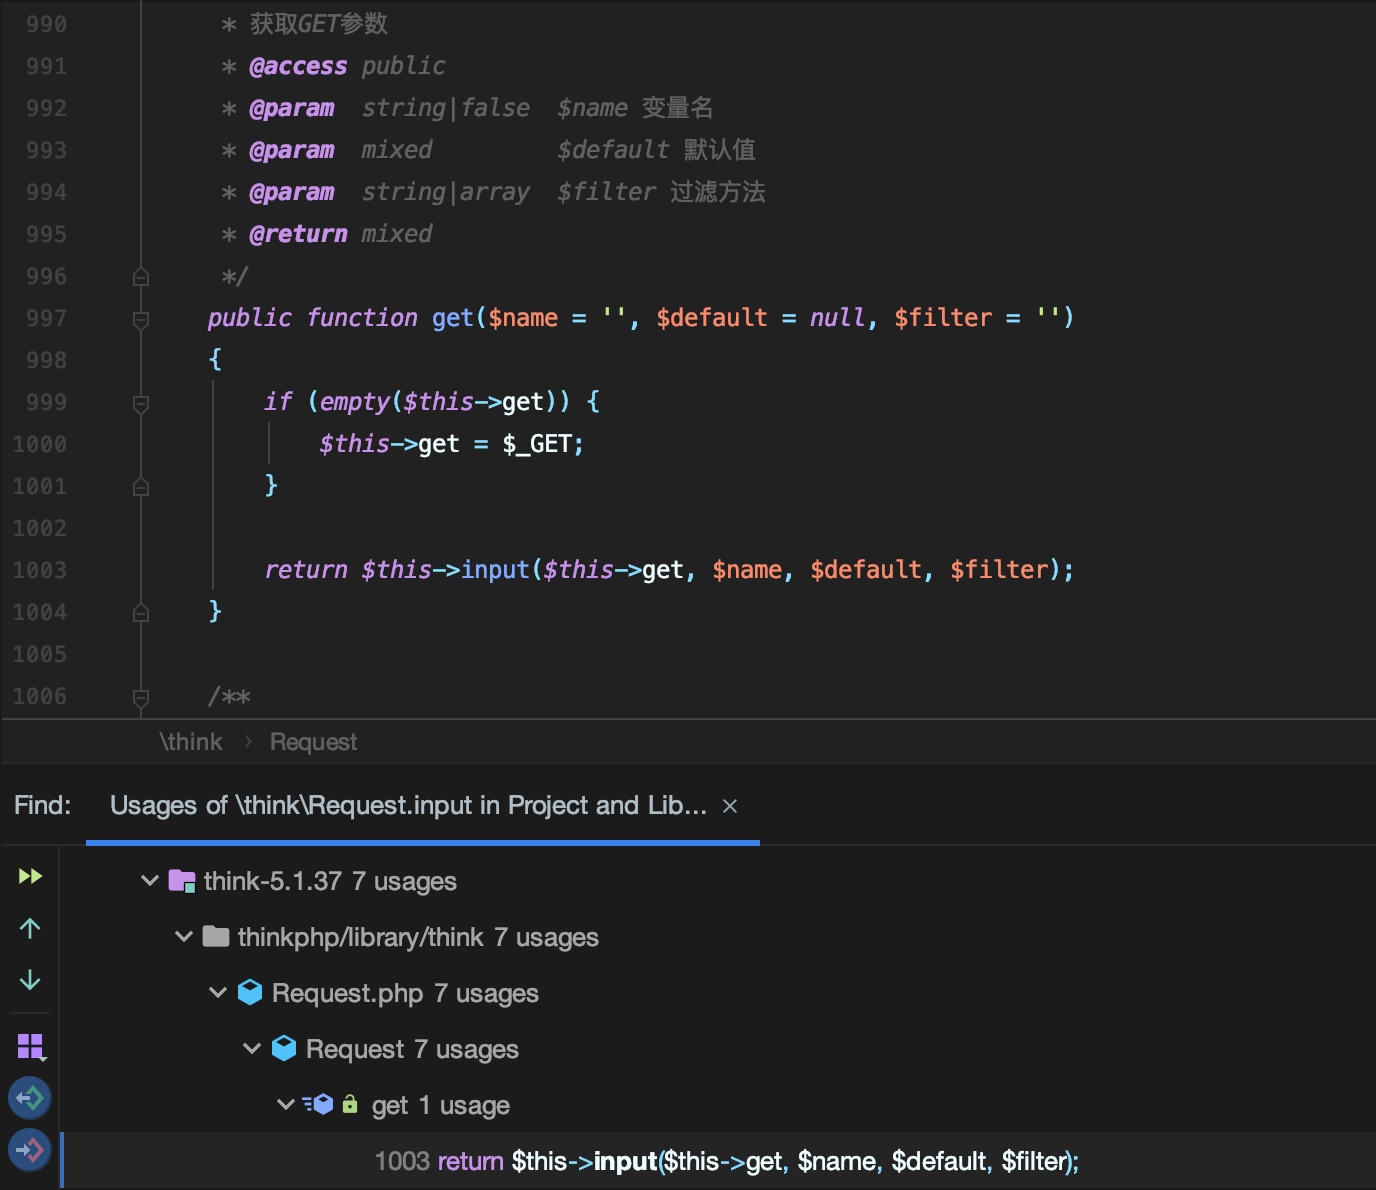 990 * 获取GET参数
991 * @access public
992 * @param string|false $name 变量名
993 * @param mixed $default 默认值
994 * @param string|array $filter 过滤方法
995 * @return mixed
996 */
997 public function get($name = '', $default = null, $filter = '')
998 {
999 if (empty($this->get)) {
1000 $this->get = $_GET;
1001 }
1002
1003 return $this->input($this->get, $name, $default, $filter);
1004 }
1005
1006 /**
\think › Request
Find: Usages of \think\Request.input in Project and Lib... ×
think-5.1.37 7 usages
thinkphp/library/think 7 usages
Request.php 7 usages
Request 7 usages
get 1 usage
1003 return $this->input($this->get, $name, $default, $filter);